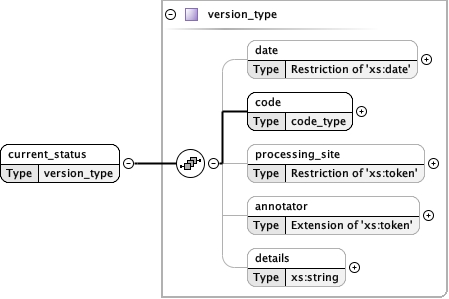 version_type
date
Type Restriction of 'xs:date'
code
Type code_type
current_status
Type version_type
processing_site
Type Restriction of 'xs:token'
annotator
Type Extension of 'xs:token'
details
Type xs:string